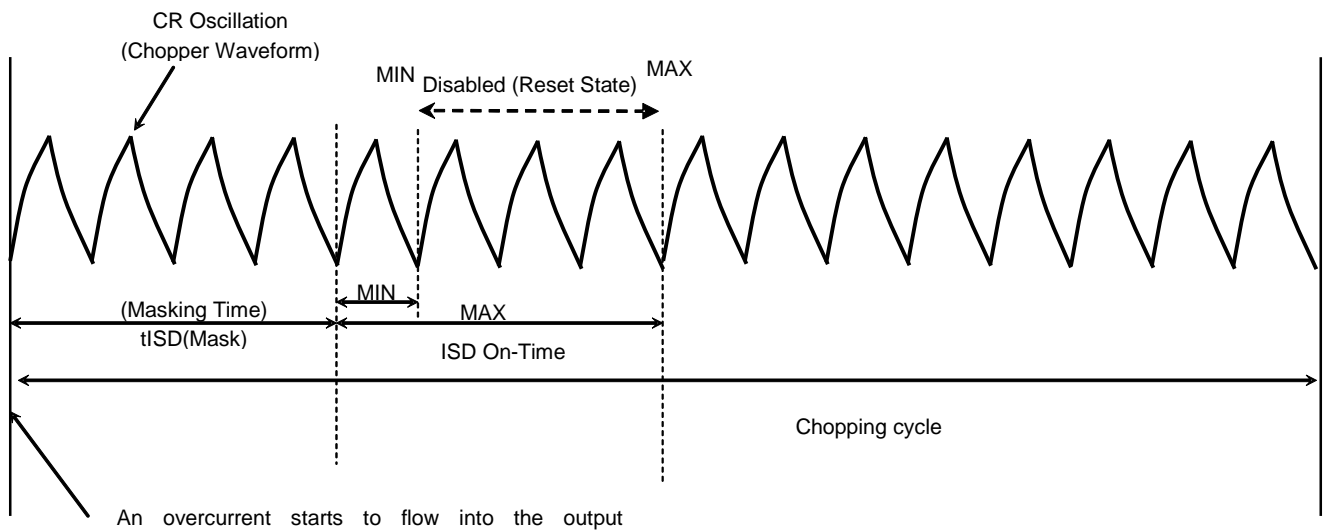 CR Oscillation
(Chopper Waveform)
MIN
Disabled (Reset State)
MAX
MIN
(Masking Time)
MAX
tISD(Mask)
ISD On-Time
Chopping cycle
An overcurrent starts to flow into the output